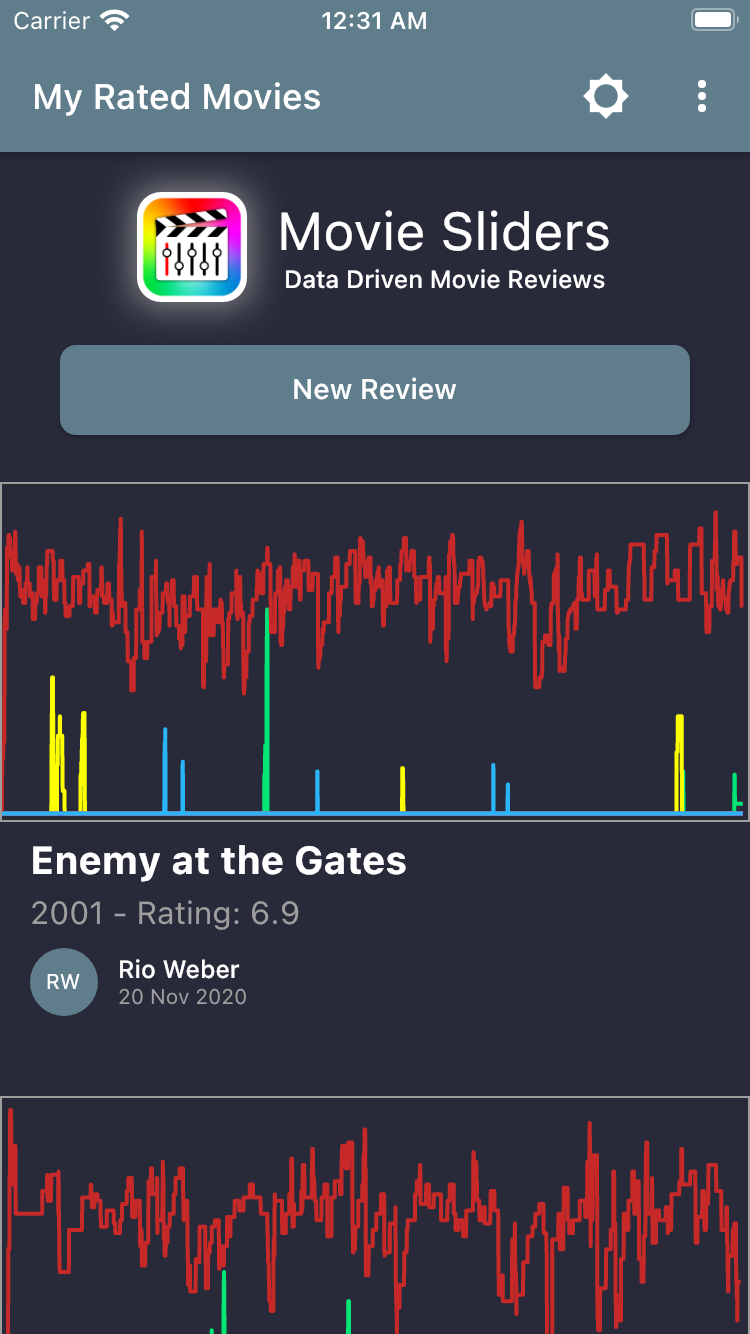 Carrier 12:31 AM
My Rated Movies
Movie Sliders
Data Driven Movie Reviews
New Review
Enemy at the Gates
2001 - Rating: 6.9
RW Rio Weber
20 Nov 2020